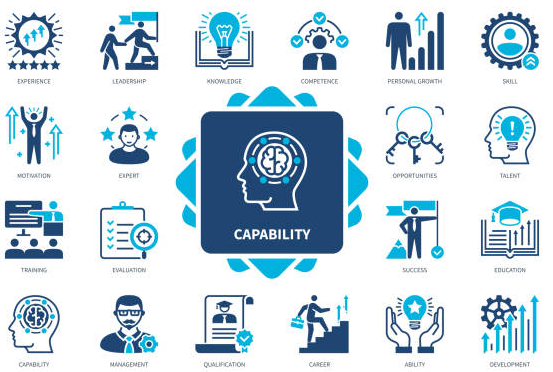 EXPERIENCE
LEADERSHIP
KNOWLEDGE
COMPETENCE
PERSONAL GROWTH
SKILL
MOTIVATION
EXPERT
OPPORTUNITIES
TALENT
CAPABILITY
TRAINING
EVALUATION
SUCCESS
EDUCATION
CAPABILITY
MANAGEMENT
QUALIFICATION
CAREER
ABILITY
DEVELOPMENT